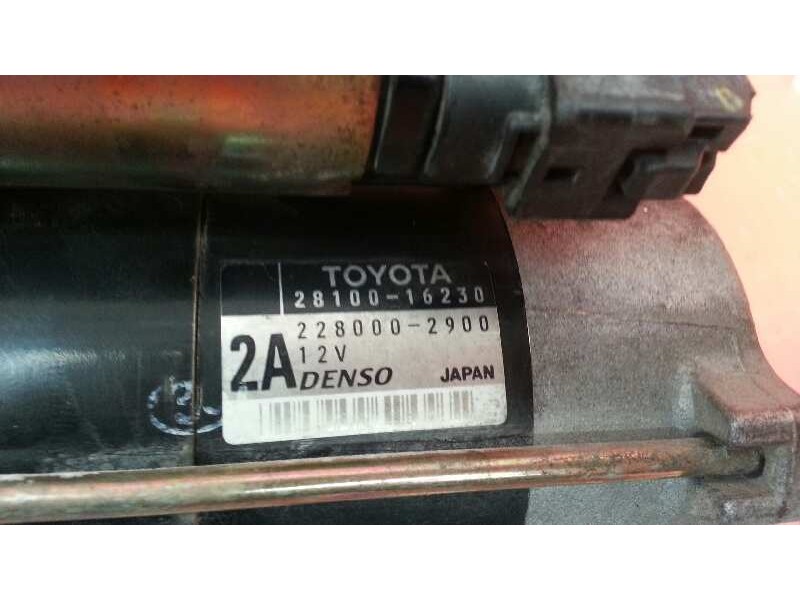 TOYOTA
28100-16230
228000-2900
2A
12V
DENSO JAPAN